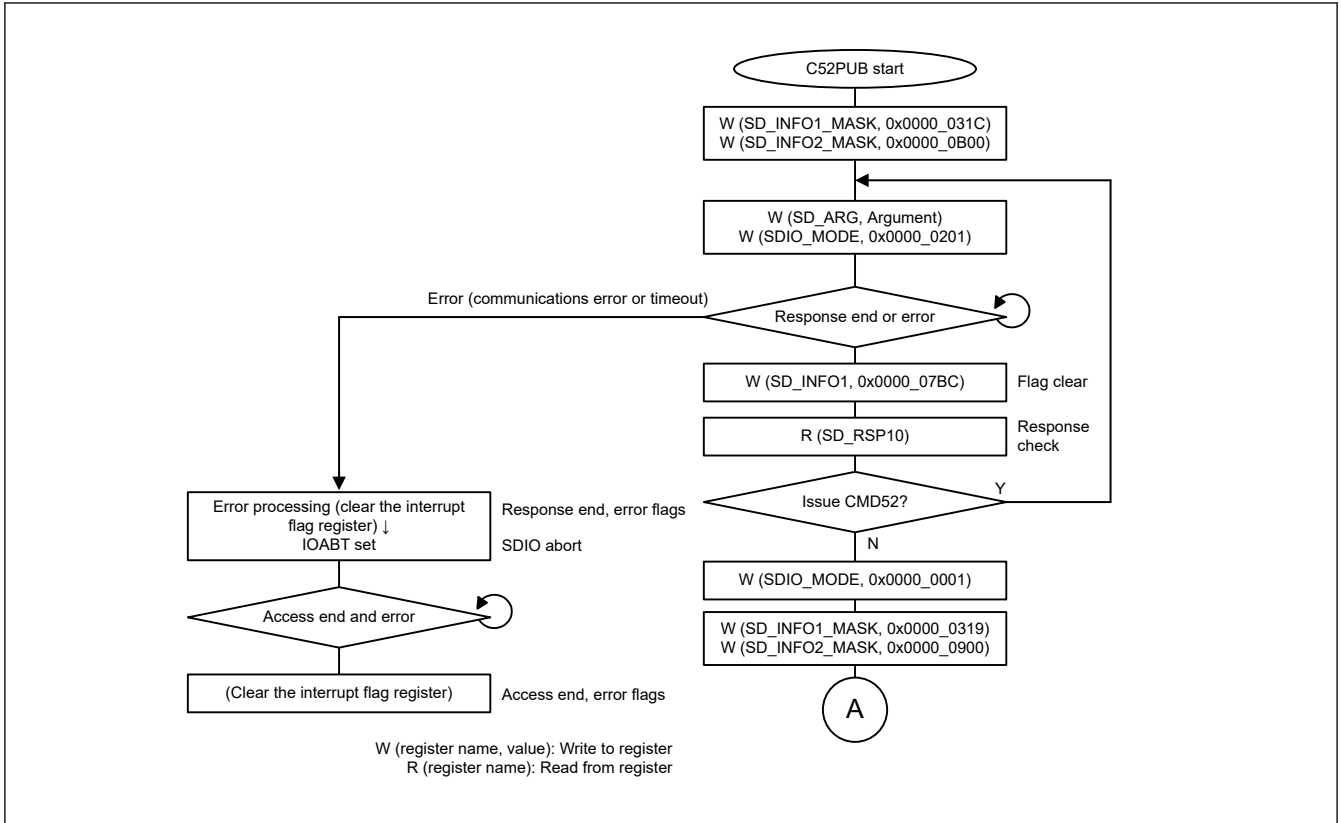 C52PUB start
W (SD_INFO1_MASK, 0x0000_031C)
W (SD_INFO2_MASK, 0x0000_0B00)
W (SD_ARG, Argument)
W (SDIO_MODE, 0x0000_0201)
Error (communications error or timeout)
Response end or error
W (SD_INFO1, 0x0000_07BC)
Flag clear
R (SD_RSP10)
Response
check
Issue CMD52?
Y
N
Error processing (clear the interrupt
flag register) ↓
IOABT set
Response end, error flags
SDIO abort
W (SDIO_MODE, 0x0000_0001)
Access end and error
W (SD_INFO1_MASK, 0x0000_0319)
W (SD_INFO2_MASK, 0x0000_0900)
(Clear the interrupt flag register)
Access end, error flags
A
W (register name, value): Write to register
R (register name): Read from register